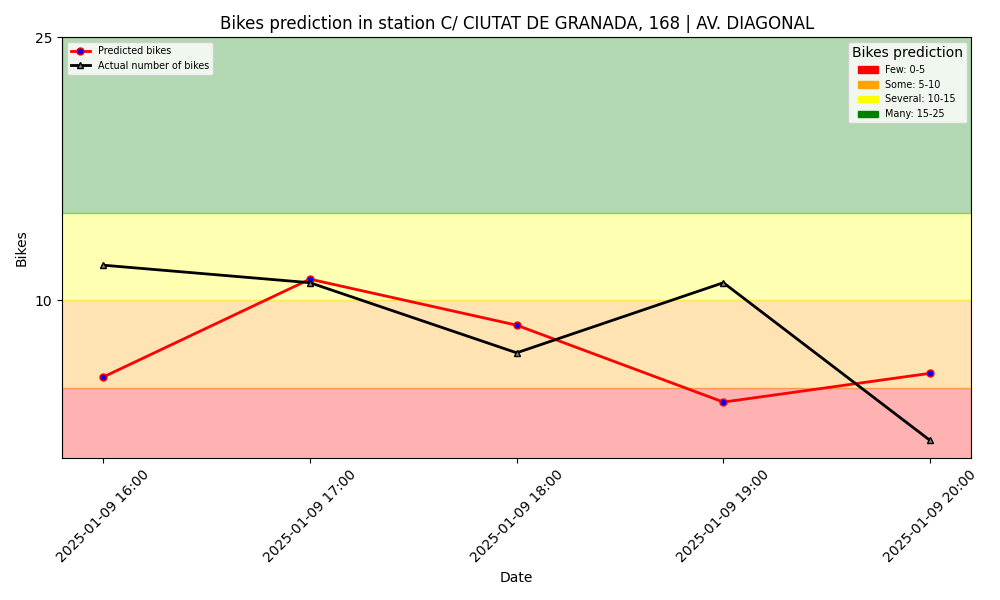 Bikes prediction in station C/ CIUTAT DE GRANADA, 168 | AV. DIAGONAL
Predicted bikes
Actual number of bikes
Bikes prediction
Few: 0-5
Some: 5-10
Several: 10-15
Many: 15-25
25
10
Bikes
2025-01-09 16:00
2025-01-09 17:00
2025-01-09 18:00
2025-01-09 19:00
2025-01-09 20:00
Date